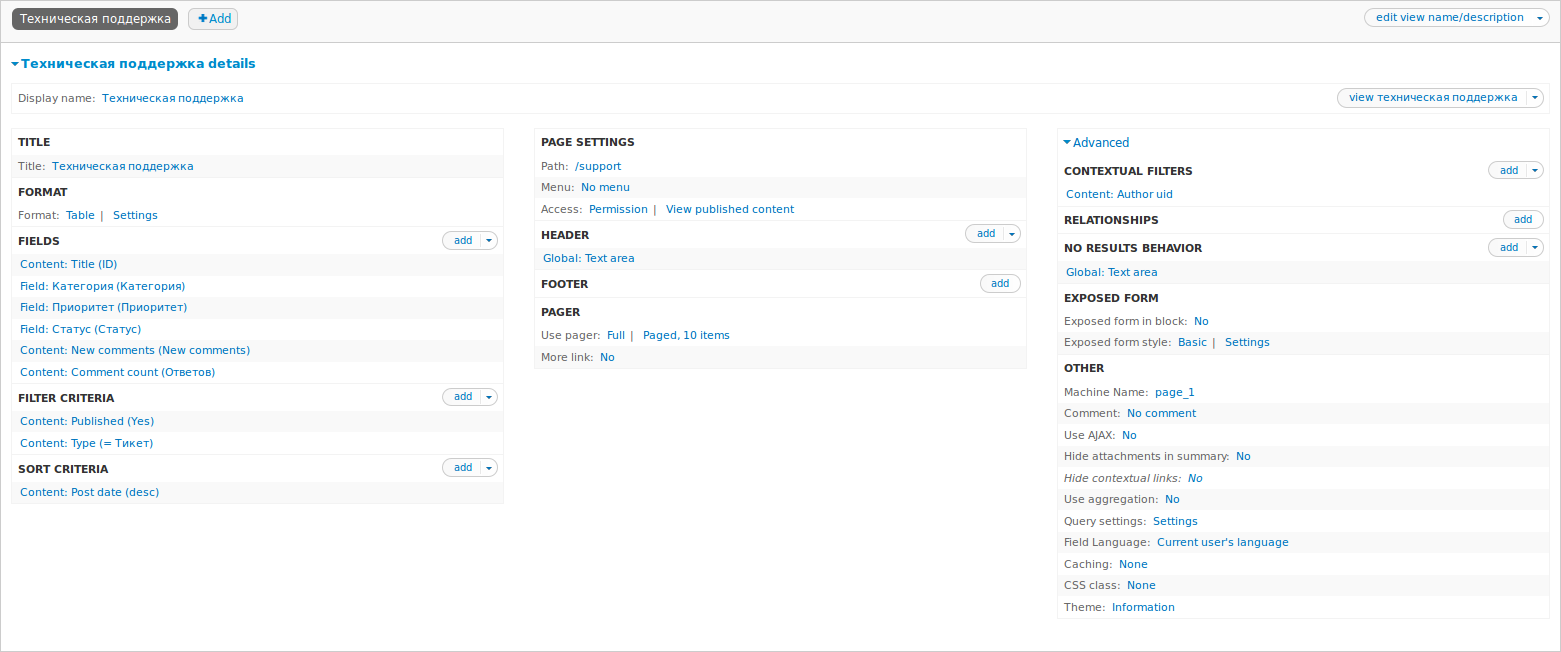 Техническая поддержка
Add
edit view name/description
Техническая поддержка details
Display name: Техническая поддержка
view техническая поддержка
TITLE
Title: Техническая поддержка
FORMAT
Format: Table | Settings
FIELDS
add
Content: Title (ID)
Field: Категория (Категория)
Field: Приоритет (Приоритет)
Field: Статус (Статус)
Content: New comments (New comments)
Content: Comment count (Ответов)
FILTER CRITERIA
add
Content: Published (Yes)
Content: Type (= Тикет)
SORT CRITERIA
add
Content: Post date (desc)
PAGE SETTINGS
Path: /support
Menu: No menu
Access: Permission | View published content
HEADER
add
Global: Text area
FOOTER
add
PAGER
Use pager: Full | Paged, 10 items
More link: No
Advanced
CONTEXTUAL FILTERS
add
Content: Author uid
RELATIONSHIPS
add
NO RESULTS BEHAVIOR
add
Global: Text area
EXPOSED FORM
Exposed form in block: No
Exposed form style: Basic | Settings
OTHER
Machine Name: page_1
Comment: No comment
Use AJAX: No
Hide attachments in summary: No
Hide contextual links: No
Use aggregation: No
Query settings: Settings
Field Language: Current user's language
Caching: None
CSS class: None
Theme: Information